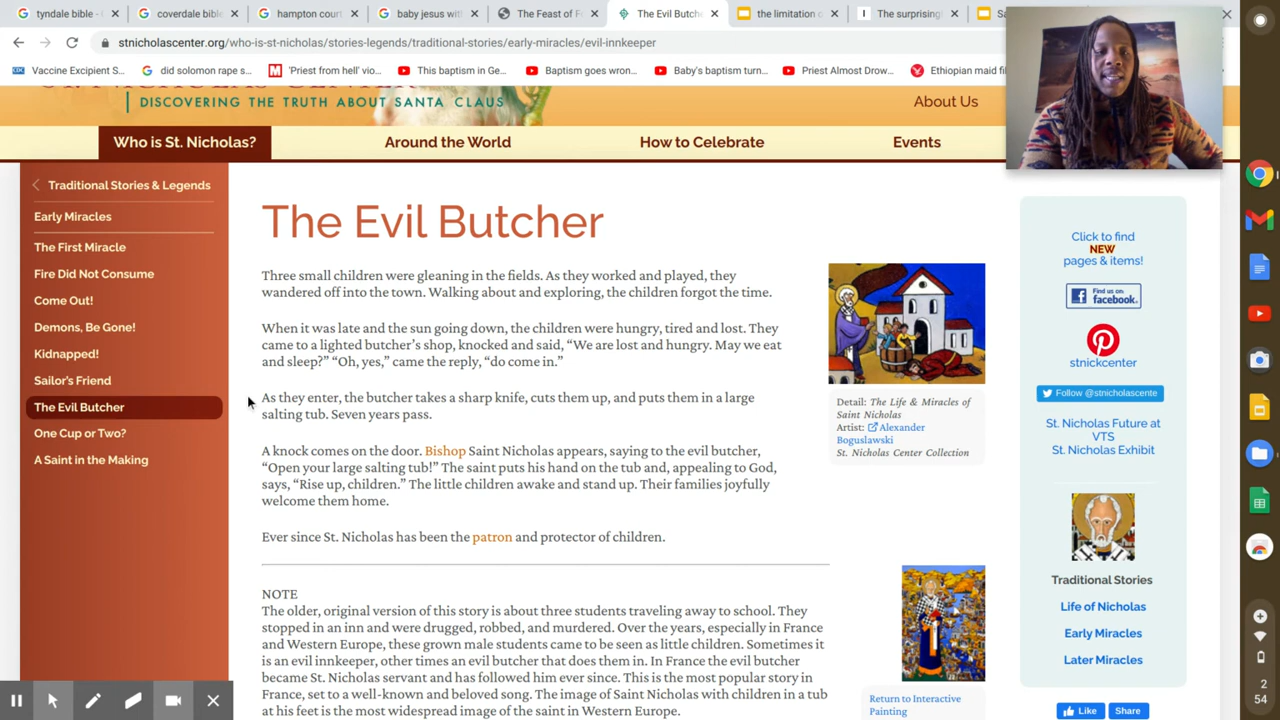 tyndale bible -
coverdale bible
hampton court
baby jesus wit
The Feast of F
The Evil Butche
the limitation o
The surprising
Sa
stnicholascenter.org/who-is-st-nicholas/stories-legends/traditional-stories/early-miracles/evil-innkeeper
Vaccine Excipient S...
did solomon rape s...
'Priest from hell' vio...
This baptism in Ge...
Baptism goes wron...
Baby's baptism turn...
Priest Almost Drow...
Ethiopian maid fi
DISCOVERING THE TRUTH ABOUT SANTA CLAUS
About Us
Who is St. Nicholas?
Around the World
How to Celebrate
Events
Traditional Stories & Legends
Early Miracles
The First Miracle
Fire Did Not Consume
Come Out!
Demons, Be Gone!
Kidnapped!
Sailor's Friend
The Evil Butcher
One Cup or Two?
A Saint in the Making
The Evil Butcher
Three small children were gleaning in the fields. As they worked and played, they
wandered off into the town. Walking about and exploring, the children forgot the time.
When it was late and the sun going down, the children were hungry, tired and lost. They
came to a lighted butcher's shop, knocked and said, “We are lost and hungry. May we eat
and sleep?” “Oh, yes,” came the reply, “do come in.”
As they enter, the butcher takes a sharp knife, cuts them up, and puts them in a large
salting tub. Seven years pass.
A knock comes on the door. Bishop Saint Nicholas appears, saying to the evil butcher,
“Open your large salting tub!” The saint puts his hand on the tub and, appealing to God,
says, “Rise up, children.” The little children awake and stand up. Their families joyfully
welcome them home.
Ever since St. Nicholas has been the patron and protector of children.
NOTE
The older, original version of this story is about three students traveling away to school. They
stopped in an inn and were drugged, robbed, and murdered. Over the years, especially in France
and Western Europe, these grown male students came to be seen as little children. Sometimes it
is an evil innkeeper, other times an evil butcher that does them in. In France the evil butcher
became St. Nicholas servant and has followed him ever since. This is the most popular story in
France, set to a well-known and beloved song. The image of Saint Nicholas with children in a tub
at his feet is the most widespread image of the saint in Western Europe.
Detail: The Life & Miracles of
Saint Nicholas
Artist: Alexander
Boguslawski
St. Nicholas Center Collection
Return to Interactive
Painting
Click to find
NEW
pages & items!
Find us on:
facebook.
stnickcenter
Follow @stnicholascente
St. Nicholas Future at
VTS
St. Nicholas Exhibit
Traditional Stories
Life of Nicholas
Early Miracles
Later Miracles
Like
Share
2
54